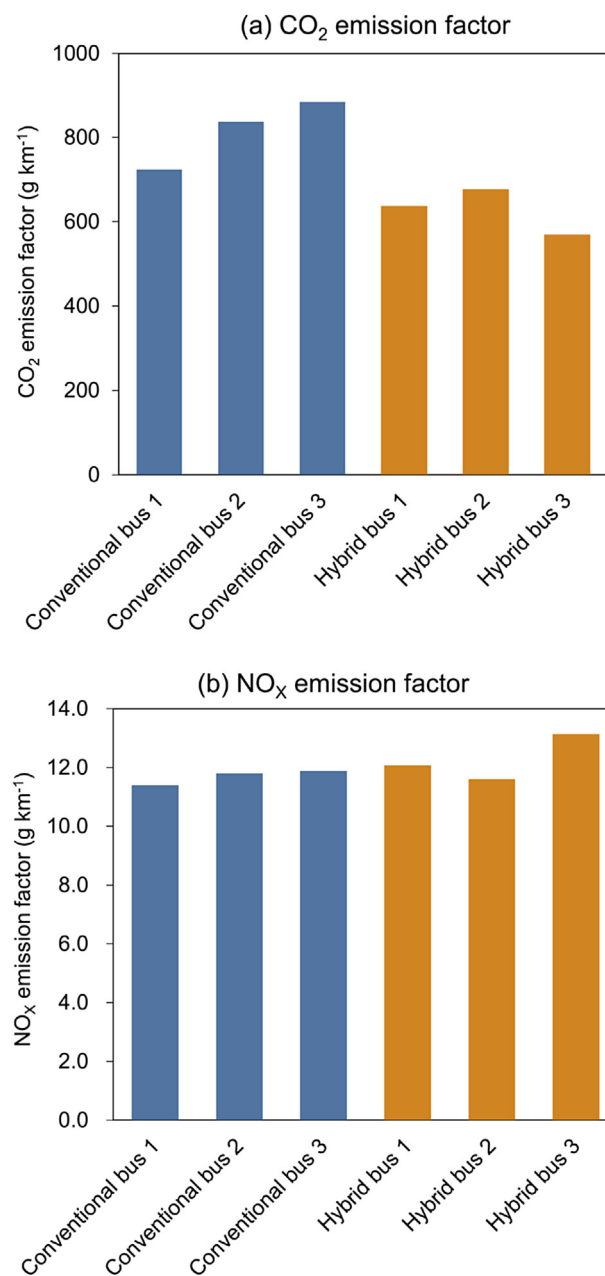 (a) CO₂ emission factor
CO₂ emission factor (g km⁻¹)
1000
800
600
400
200
0
Conventional bus 1
Conventional bus 2
Conventional bus 3
Hybrid bus 1
Hybrid bus 2
Hybrid bus 3
(b) NOₓ emission factor
NOₓ emission factor (g km⁻¹)
14.0
12.0
10.0
8.0
6.0
4.0
2.0
0.0
Conventional bus 1
Conventional bus 2
Conventional bus 3
Hybrid bus 1
Hybrid bus 2
Hybrid bus 3